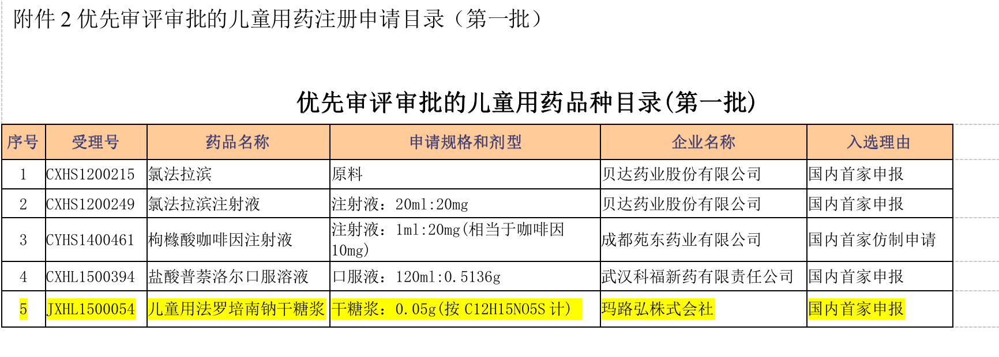 附件 2 优先审评审批的儿童用药注册申请目录（第一批）
优先审评审批的儿童用药品种目录(第一批)
序号 受理号 药品名称 申请规格和剂型 企业名称 入选理由
1 CXHS1200215 氯法拉滨 原料 贝达药业股份有限公司 国内首家申报
2 CXHS1200249 氯法拉滨注射液 注射液：20ml:20mg 贝达药业股份有限公司 国内首家申报
3 CYHS1400461 枸橼酸咖啡因注射液 注射液：1ml:20mg(相当于咖啡因
10mg) 成都苑东药业有限公司 国内首家仿制申请
4 CXHL1500394 盐酸普萘洛尔口服溶液 口服液：120ml:0.5136g 武汉科福新药有限责任公司 国内首家申报
5 JXHL1500054 儿童用法罗培南钠干糖浆 干糖浆：0.05g(按 C12H15NO5S 计) 玛路弘株式会社 国内首家申报